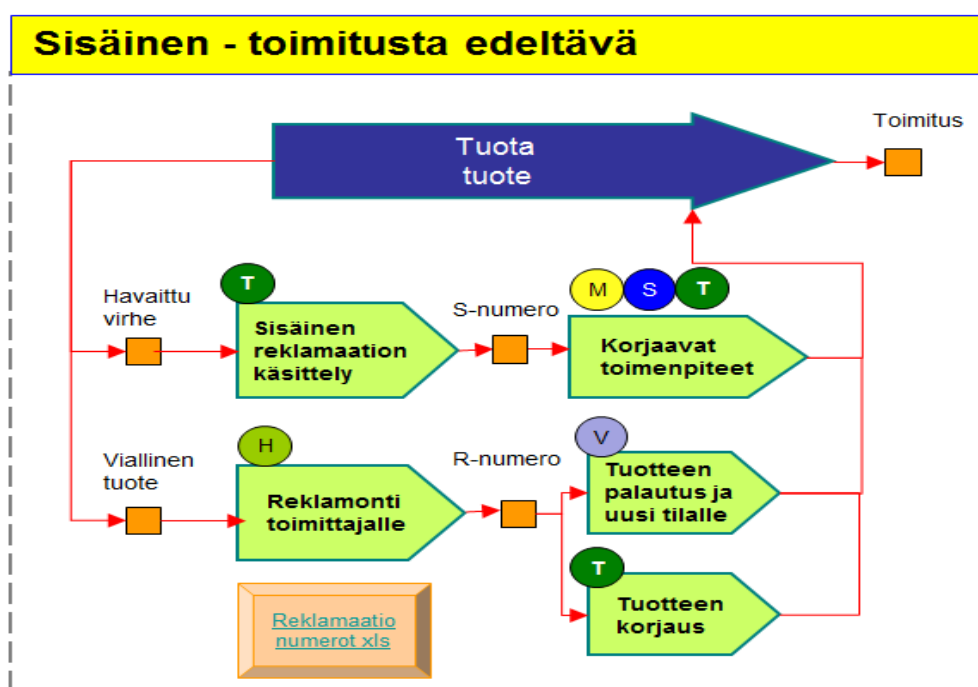 Sisäinen - toimitusta edeltävä
Toimitus
Tuota
tuote
T
M
S
T
Havaittu
virhe
Sisäinen
reklamaation
käsittely
S-numero
Korjaavat
toimenpiteet
H
V
Viallinen
tuote
Reklamonti
toimittajalle
R-numero
Tuotteen
palautus ja
uusi tilalle
T
Tuotteen
korjaus
Reklamaatio
numerot xls